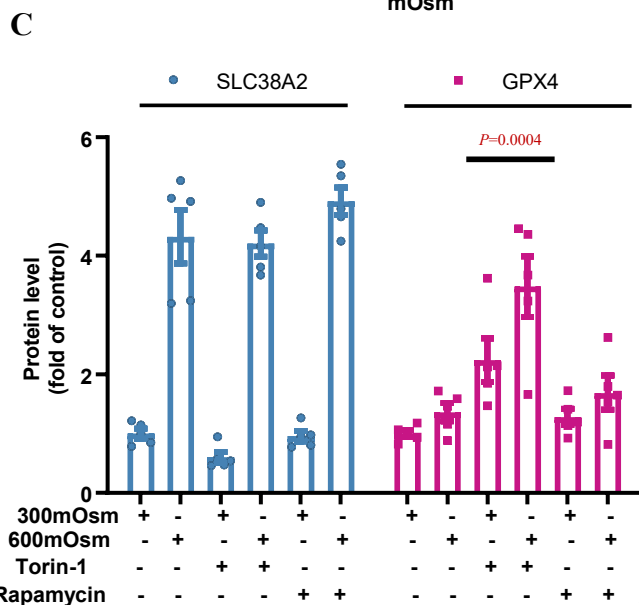 mOsm
C
SLC38A2 GPX4
P=0.0004
Protein level
(fold of control)
6
4
2
0
300mOsm + - + - + - + - + - + -
600mOsm - + - + - + - + - + - +
Torin-1 - - + + - - - - + + - -
Rapamycin - - - - + + - - - - + +